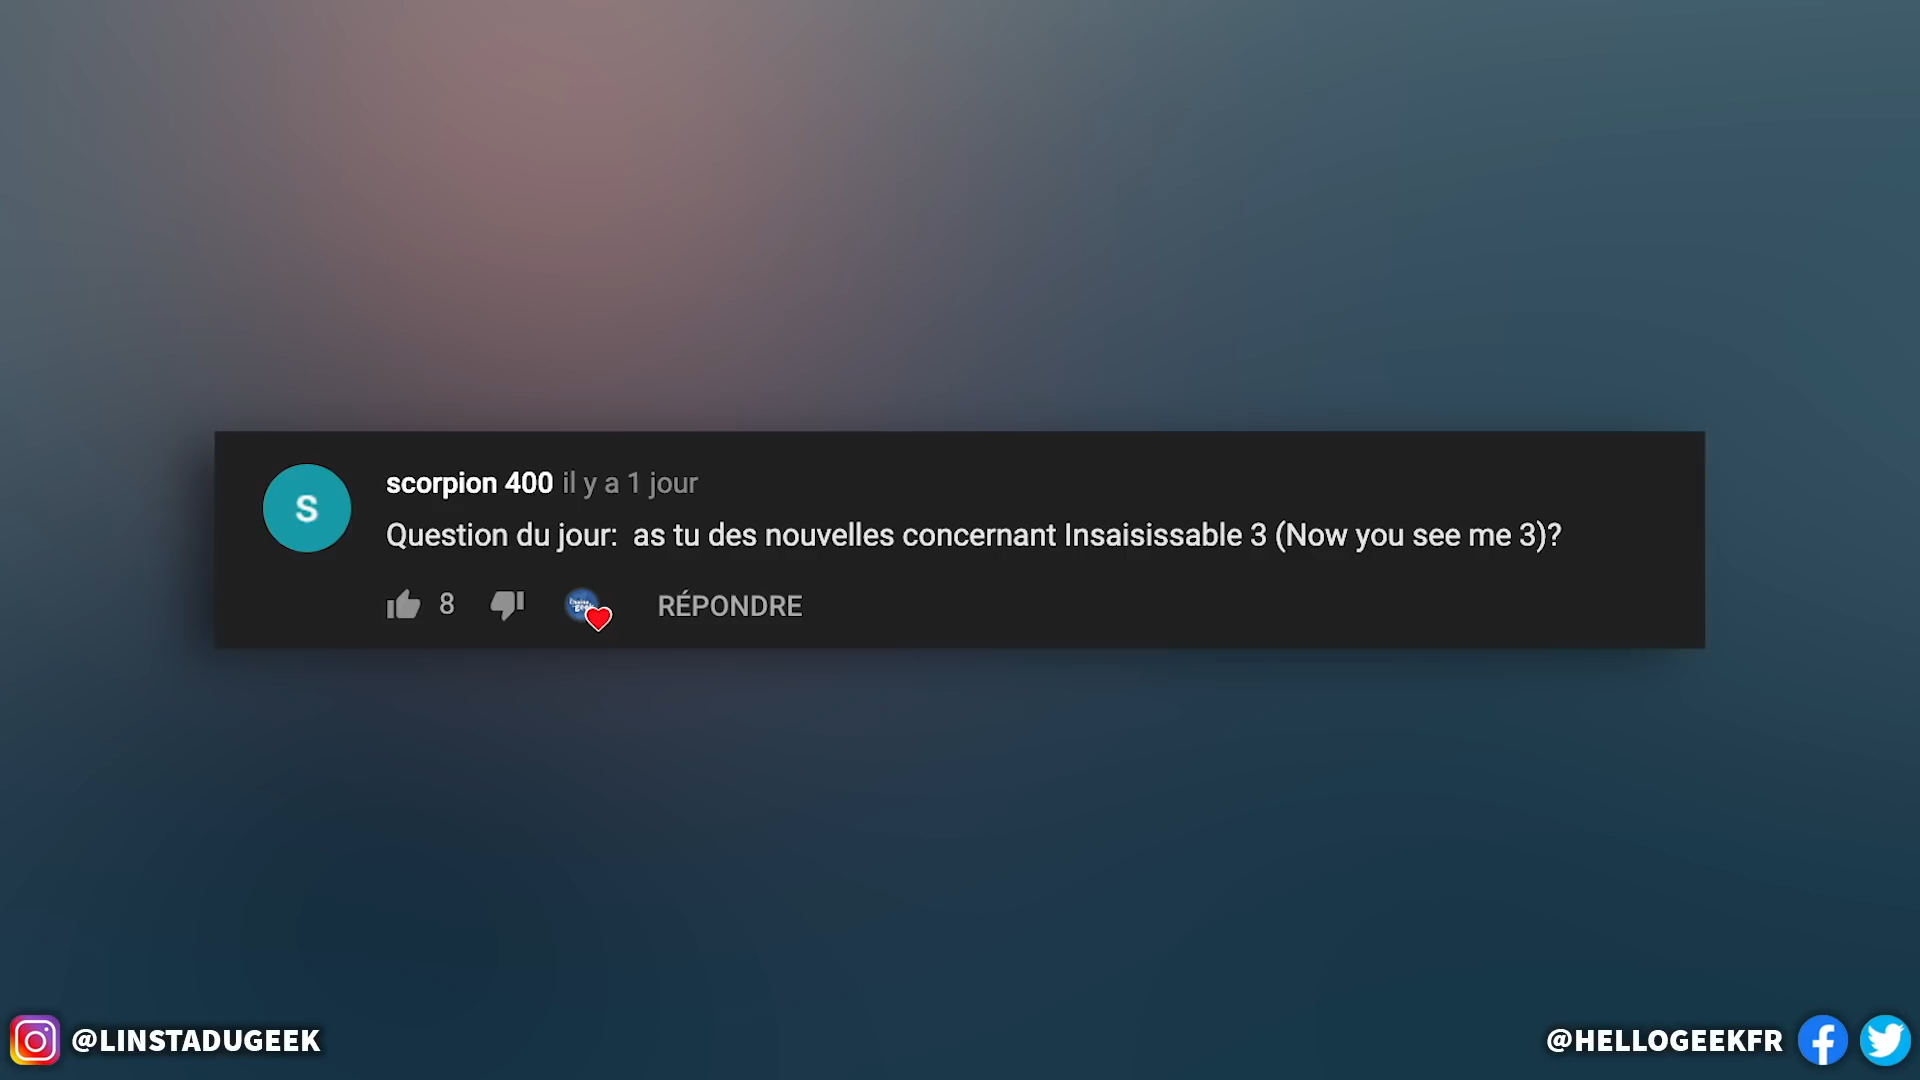 S
scorpion 400 il y a 1 jour
Question du jour:  as tu des nouvelles concernant Insaisissable 3 (Now you see me 3)?
8 RÉPONDRE
@LINSTADUGEEK
@HELLOGEEKFR